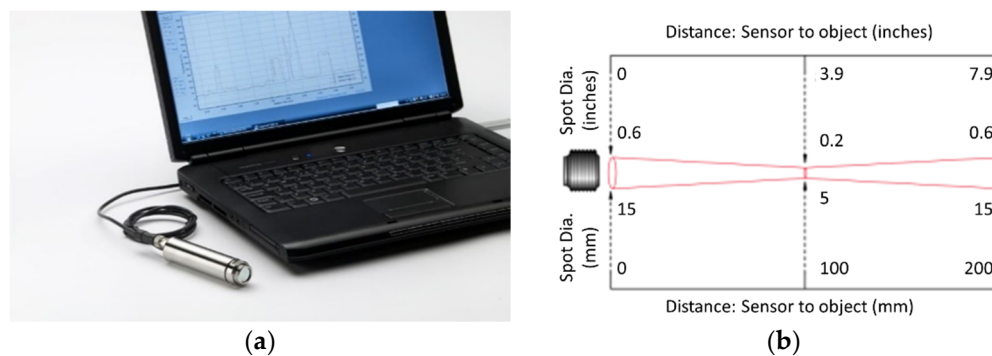 Distance: Sensor to object (inches)
Spot Dia.
(inches)
0
3.9
7.9
0.6
0.2
0.6
15
5
15
Spot Dia.
(mm)
0
100
200
Distance: Sensor to object (mm)
(a)
(b)